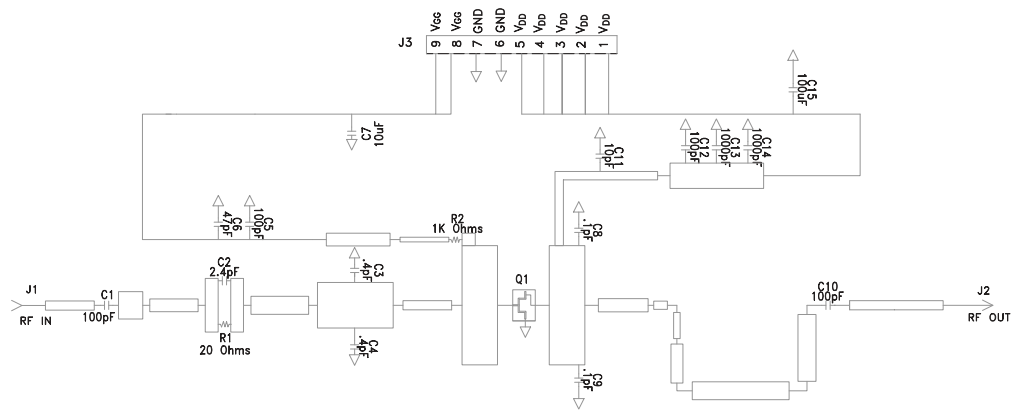 J3
9 VGG
8 VGG
7 GND
6 GND
5 VDD
4 VDD
3 VDD
2 VDD
1 VDD
C15
100uF
C7
10uF
C11
10pF
C12
100pF
C13
1000pF
C14
1000pF
C6
47pF
C5
100pF
R2
1K Ohms
C8
.1pF
C2
2.4pF
C3
.4pF
Q1
J1
RF IN
C1
100pF
R1
20 Ohms
C4
.4pF
C9
.1pF
C10
100pF
J2
RF OUT